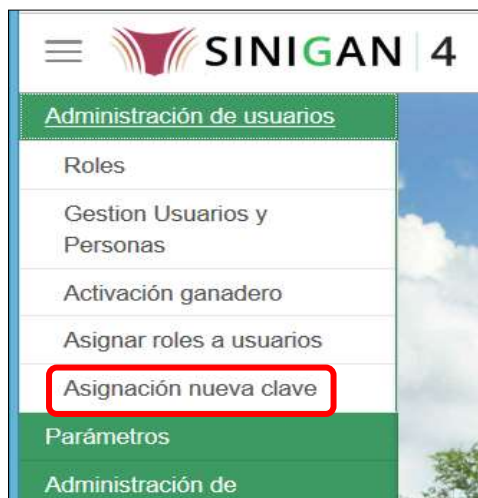 SINIGAN | 4
Administración de usuarios
Roles
Gestion Usuarios y
Personas
Activación ganadero
Asignar roles a usuarios
Asignación nueva clave
Parámetros
Administración de